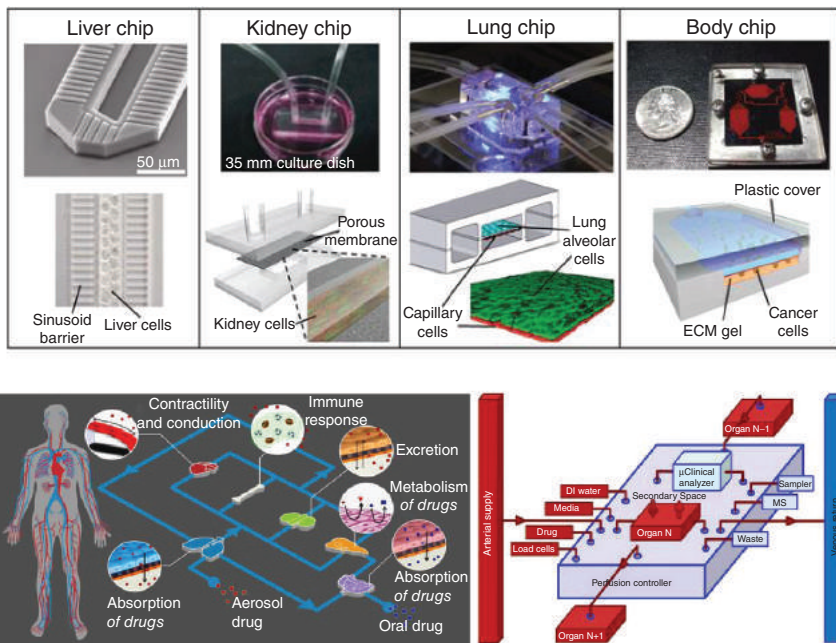 Liver chip
50 µm
Sinusoid
barrier
Liver cells
Kidney chip
35 mm culture dish
Porous
membrane
Kidney cells
Lung chip
Lung
alveolar
cells
Capillary
cells
Body chip
Plastic cover
ECM gel
Cancer
cells
Contractility
and conduction
Immune
response
Excretion
Metabolism
of drugs
Absorption
of drugs
Absorption
of drugs
Aerosol
drug
Oral drug
Arterial supply
Organ N–1
µClinical
analyzer
DI water
Media
Drug
Load cells
Secondary Space
Organ N
Sampler
MS
Waste
Perfusion controller
Organ N+1